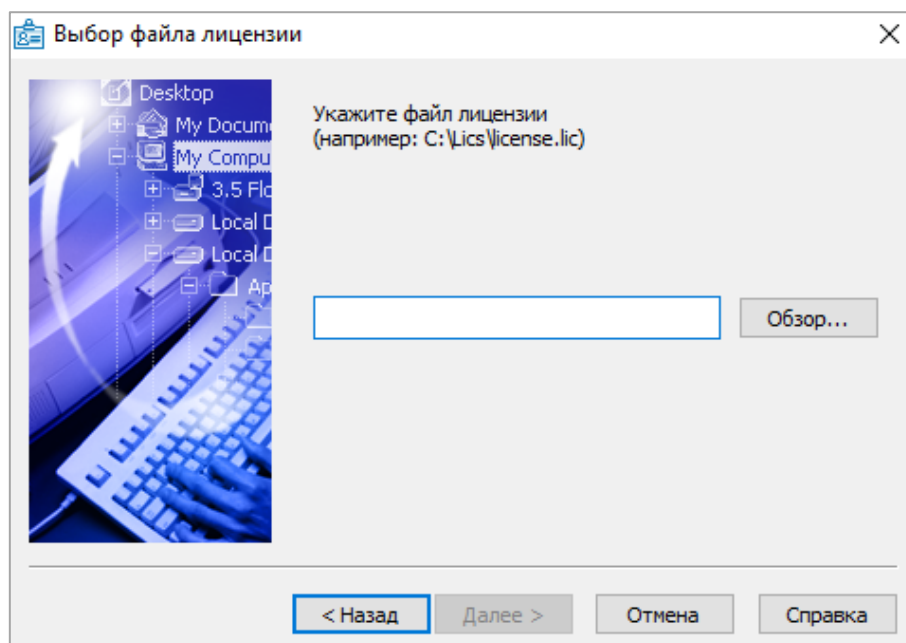 Выбор файла лицензии
Desktop
My Docum
My Compu
3.5 Flo
Local D
Local D
Ap
Укажите файл лицензии
(например: C:\Lics\license.lic)
Обзор...
< Назад
Далее >
Отмена
Справка